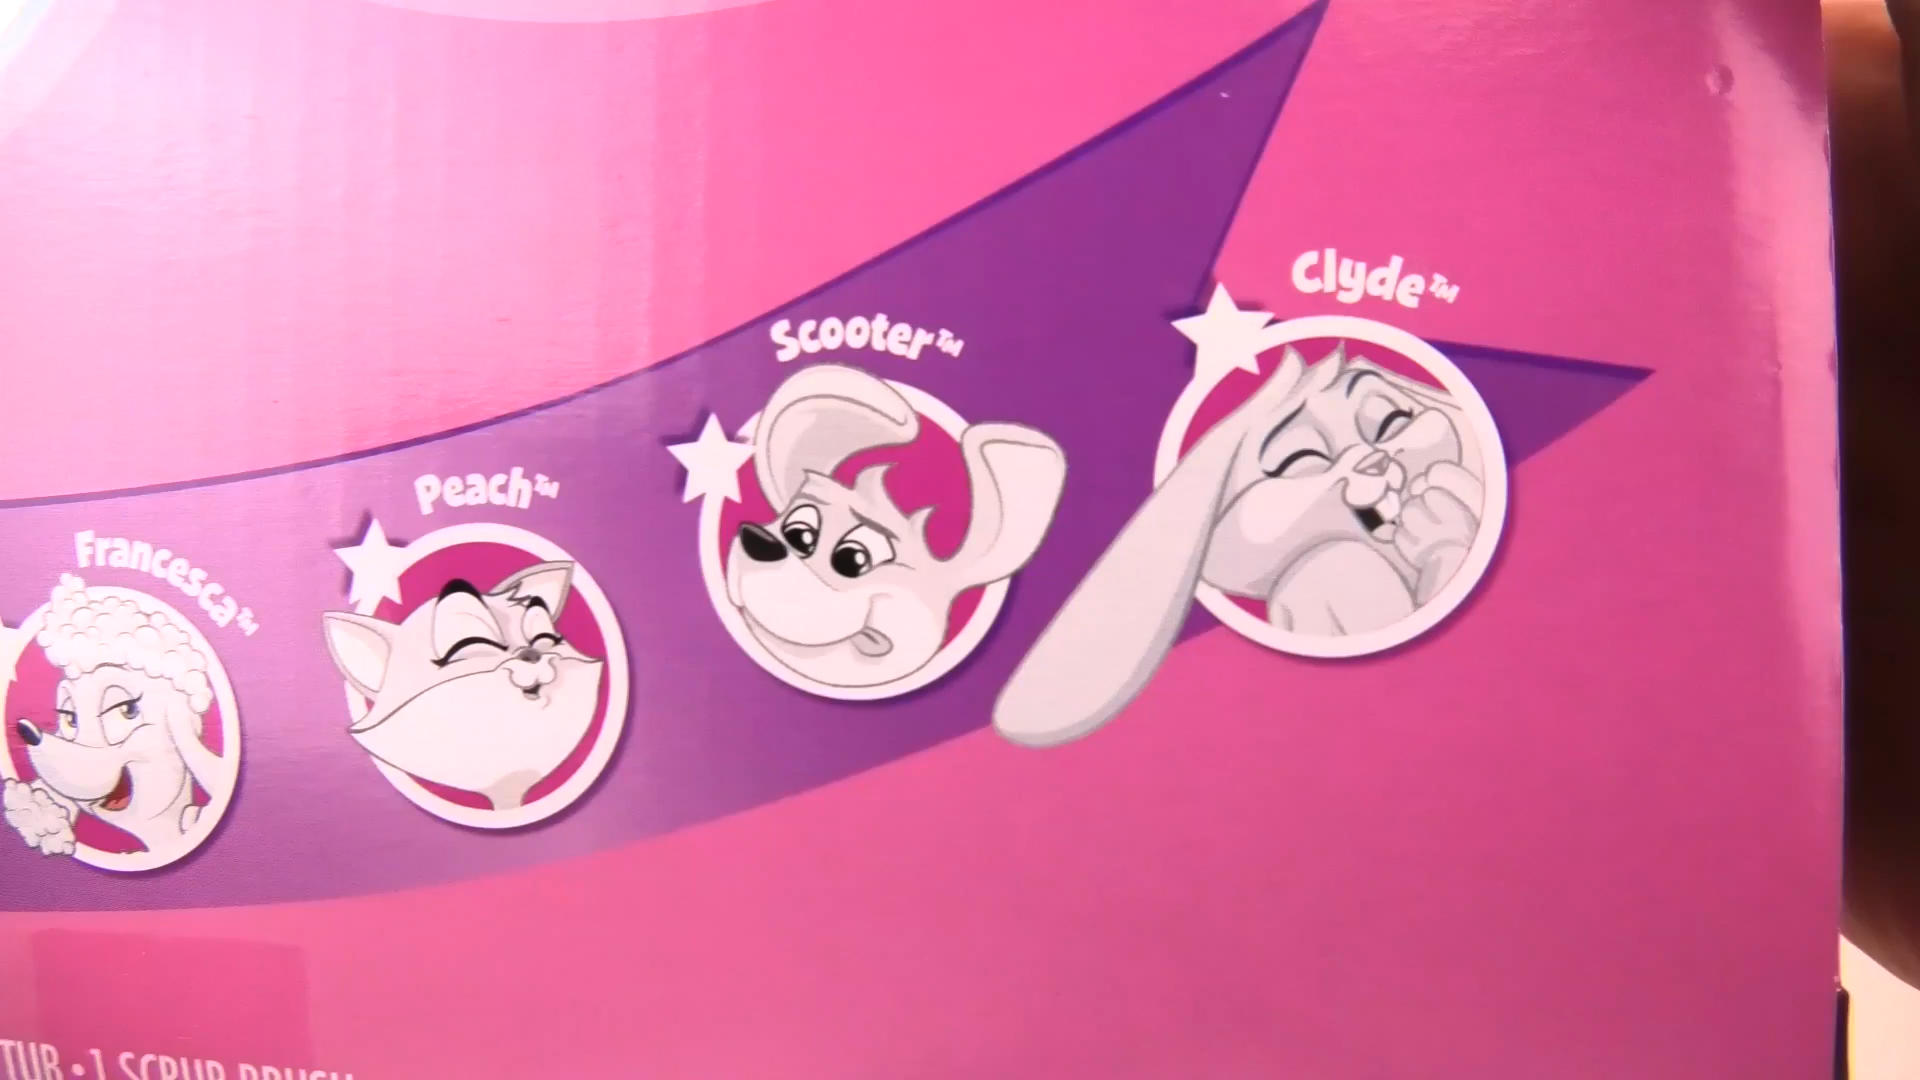 Francesca™
Peach™
Scooter™
Clyde™
TUB • 1 SCRUB BRUSH